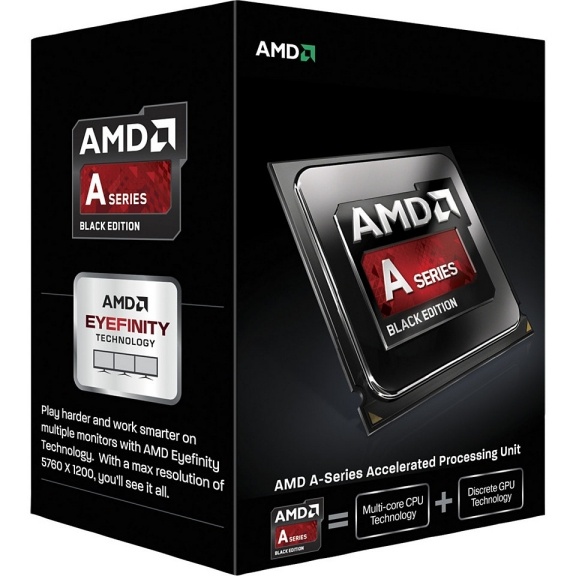 AMD
A SERIES
BLACK EDITION
AMD
EYEFINITY
TECHNOLOGY
Play harder and work smarter on
multiple monitors with AMD Eyefinity
Technology. With a max resolution of
5760 X 1200, you'll see it all.
AMD
AMD
A SERIES
BLACK EDITION
AMD A-Series Accelerated Processing Unit
AMD
A SERIES
BLACK EDITION
=
Multi-core CPU
Technology
+
Discrete GPU
Technology